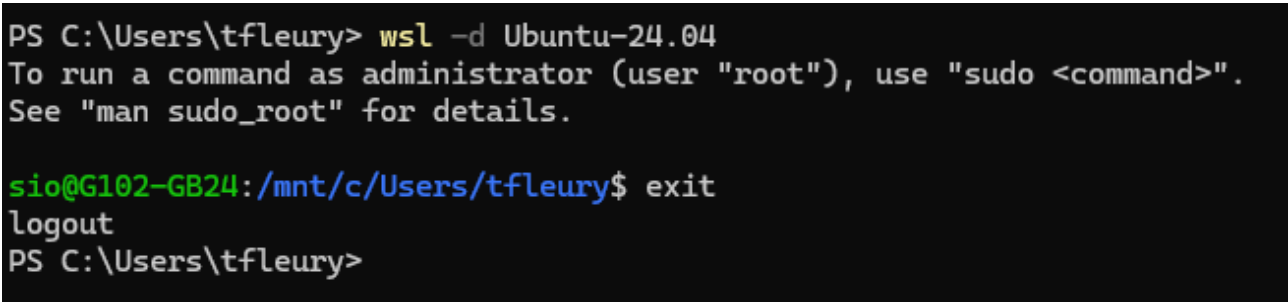 PS C:\Users\tfleury> wsl -d Ubuntu-24.04
To run a command as administrator (user "root"), use "sudo <command>".
See "man sudo_root" for details.
sio@G102-GB24:/mnt/c/Users/tfleury$ exit
logout
PS C:\Users\tfleury>